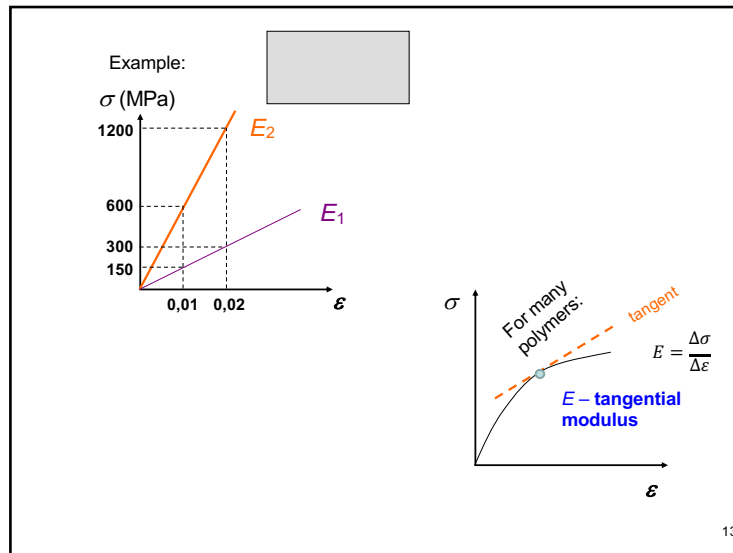 Example:
σ (MPa)
1200
600
300
150
0,01 0,02 ε
E2
E1
σ
For many
polymers:
tangent
E = Δσ/Δε
E – tangential
modulus
ε
13